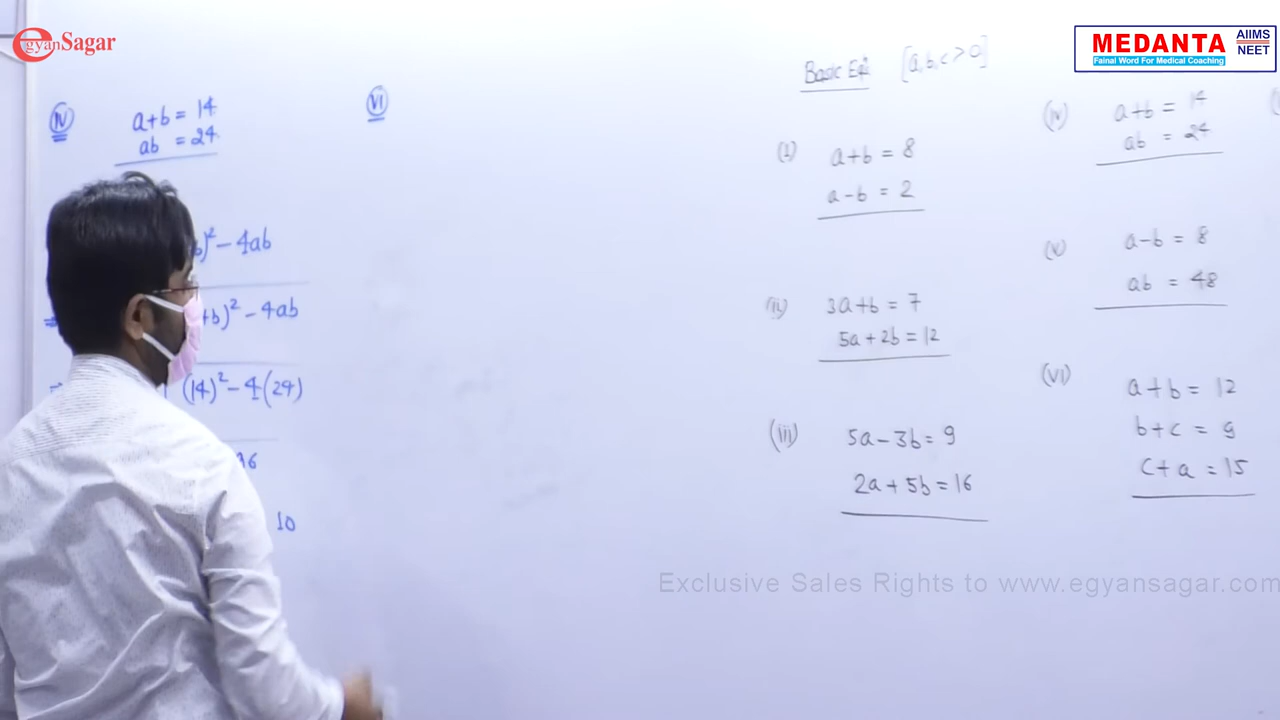 egyanSagar
MEDANTA
AIIMS
NEET
Fainal Word For Medical Coaching
IV
a+b = 14
ab = 24
b)² - 4ab
+b)² - 4ab
(14)² - 4(24)
96
10
VI
Basic Eqⁿ [a,b,c > 0]
(i) a+b = 8
a-b = 2
(ii) 3a+b = 7
5a+2b = 12
(iii) 5a-3b = 9
2a+5b = 16
(iv) a+b = 14
ab = 24
(v) a-b = 8
ab = 48
(vi) a+b = 12
b+c = 9
c+a = 15
Exclusive Sales Rights to www.egyansagar.com